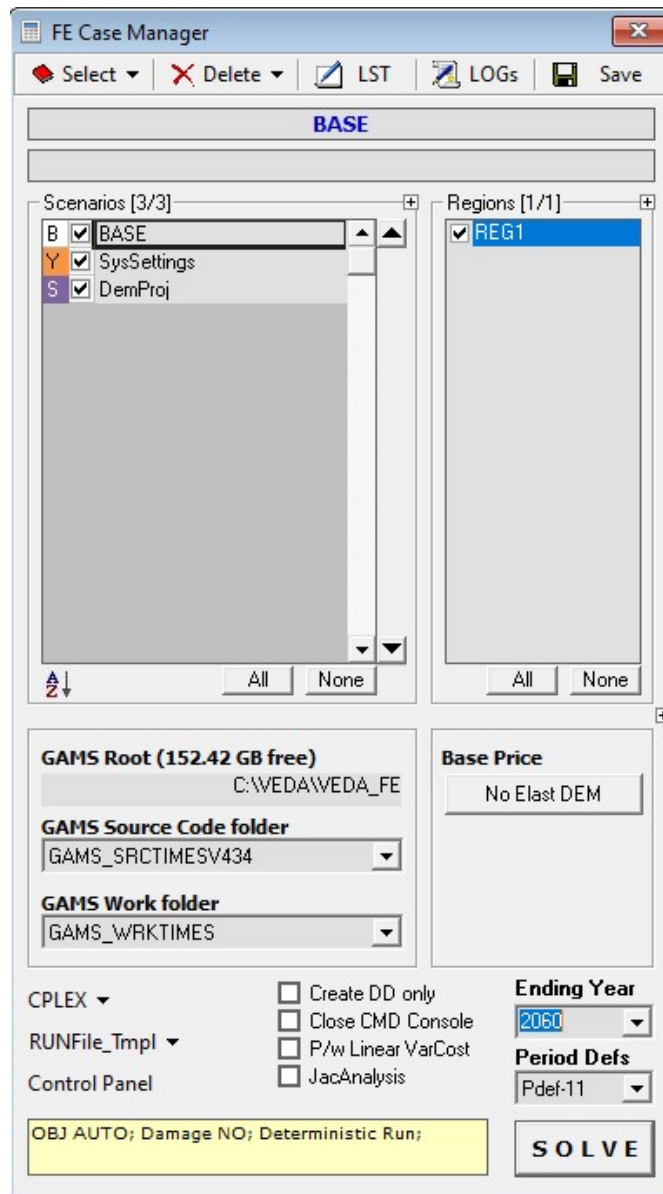 FE Case Manager
Select Delete LST LOGs Save
BASE
Scenarios [3/3] Regions [1/1]
B BASE REG1
Y SysSettings
S DemProj
A Z All None All None
GAMS Root (152.42 GB free) Base Price
C:\VEDA\VEDA_FE No Elast DEM
GAMS Source Code folder
GAMS_SRCTIMESV434
GAMS Work folder
GAMS_WRKTIMES
CPLEX Create DD only Ending Year
Close CMD Console 2060
RUNFile_Tmpl P/w Linear VarCost Period Defs
Control Panel JacAnalysis Pdef-11
OBJ AUTO; Damage NO; Deterministic Run; SOLVE